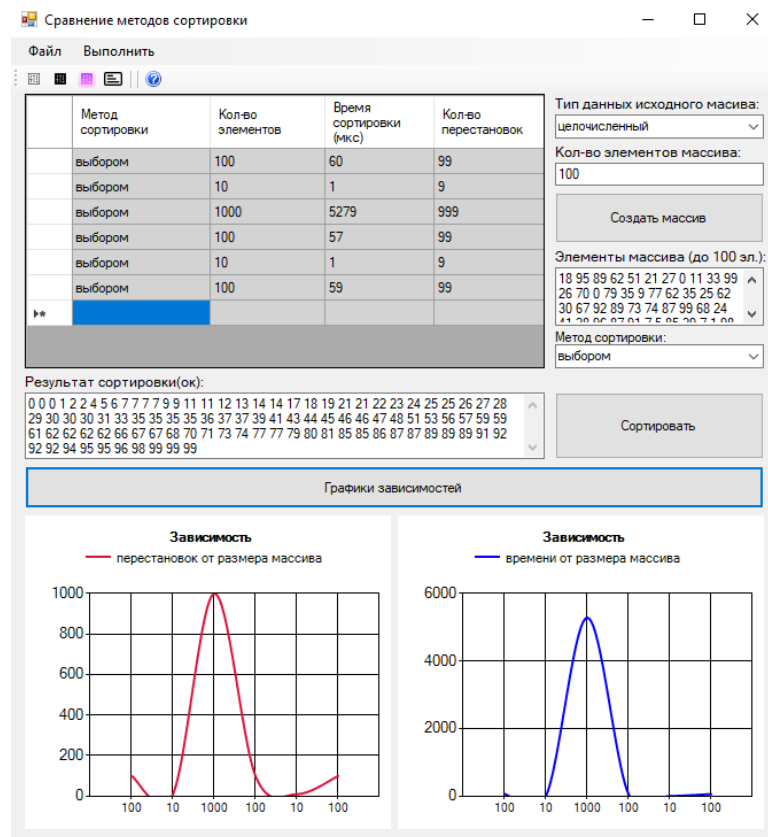 Сравнение методов сортировки
Файл Выполнить
Метод сортировки
Кол-во элементов
Время сортировки (мкс)
Кол-во перестановок
выбором 100 60 99
выбором 10 1 9
выбором 1000 5279 999
выбором 100 57 99
выбором 10 1 9
выбором 100 59 99
Тип данных исходного масива:
целочисленный
Кол-во элементов массива:
100
Создать массив
Элементы массива (до 100 эл.):
18 95 89 62 51 21 27 0 11 33 99
26 70 0 79 35 9 77 62 35 25 62
30 67 92 89 73 74 87 99 68 24
Метод сортировки:
выбором
Результат сортировки(ок):
0 0 0 1 2 2 4 5 6 7 7 7 7 9 9 11 11 12 13 14 14 17 18 19 21 21 22 23 24 25 25 26 27 28
29 30 30 30 31 33 35 35 35 35 36 37 37 39 41 43 44 45 46 46 47 48 51 53 56 57 59 59
61 62 62 62 62 66 67 67 68 70 71 73 74 77 77 79 80 81 85 85 86 87 87 89 89 89 91 92
92 92 94 95 95 96 98 99 99 99
Сортировать
Графики зависимостей
Зависимость
перестановок от размера массива
1000
800
600
400
200
0
100 10 1000 100 10 100
Зависимость
времени от размера массива
6000
4000
2000
0
100 10 1000 100 10 100